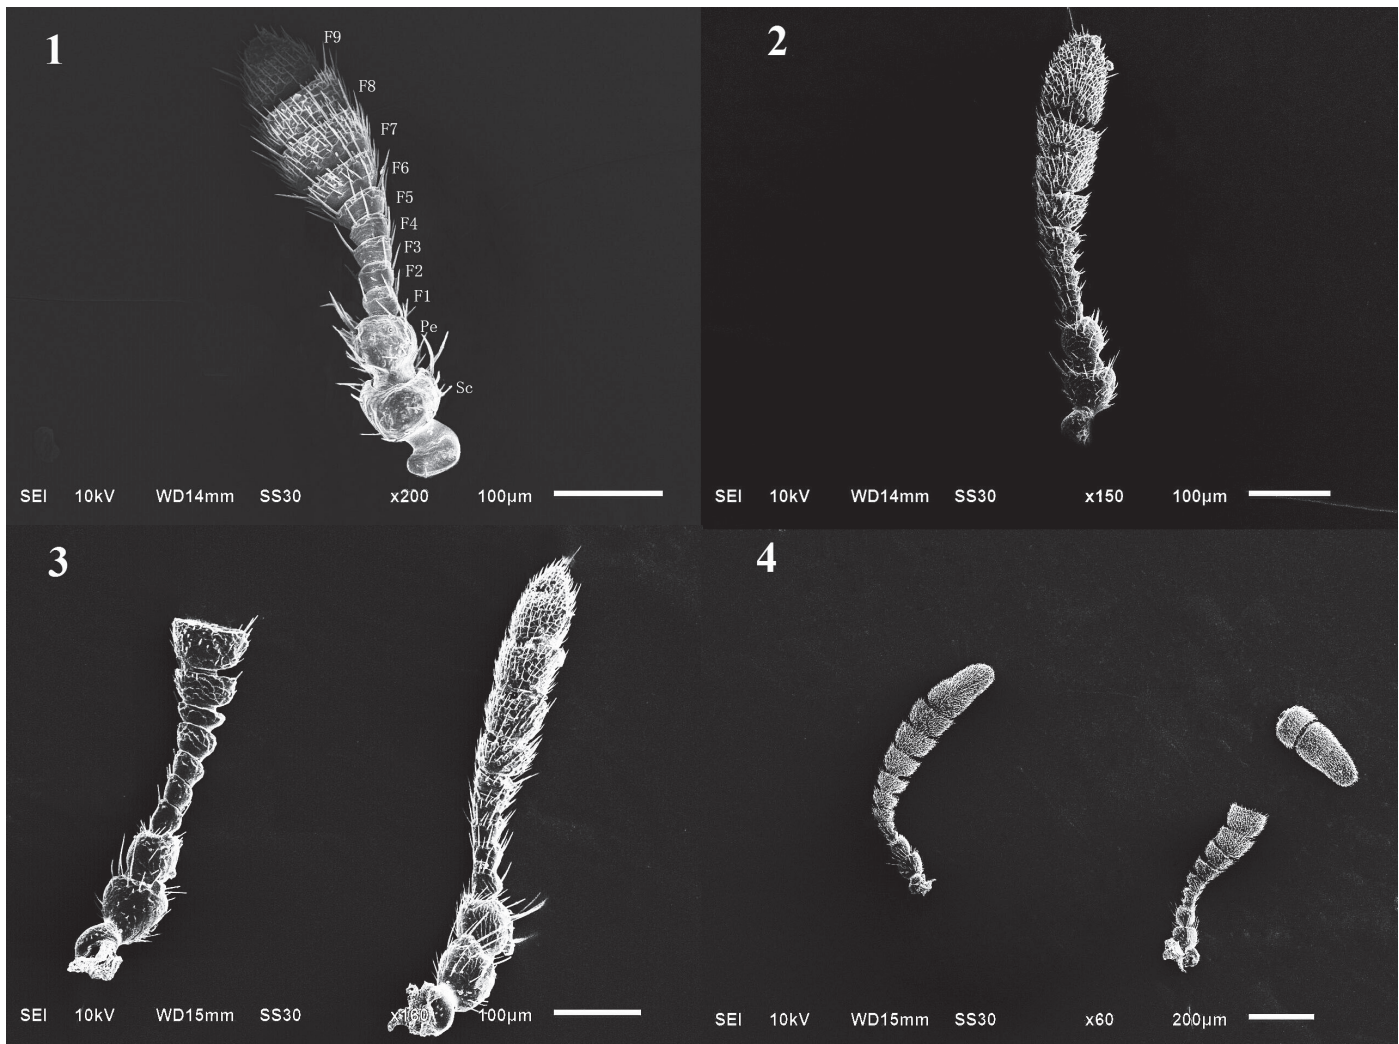 1
F9
F8
F7
F6
F5
F4
F3
F2
F1
Pe
Sc
SEI 10kV WD14mm SS30 x200 100µm
2
SEI 10kV WD14mm SS30 x150 100µm
3
SEI 10kV WD15mm SS30 x160 100µm
4
SEI 10kV WD15mm SS30 x60 200µm